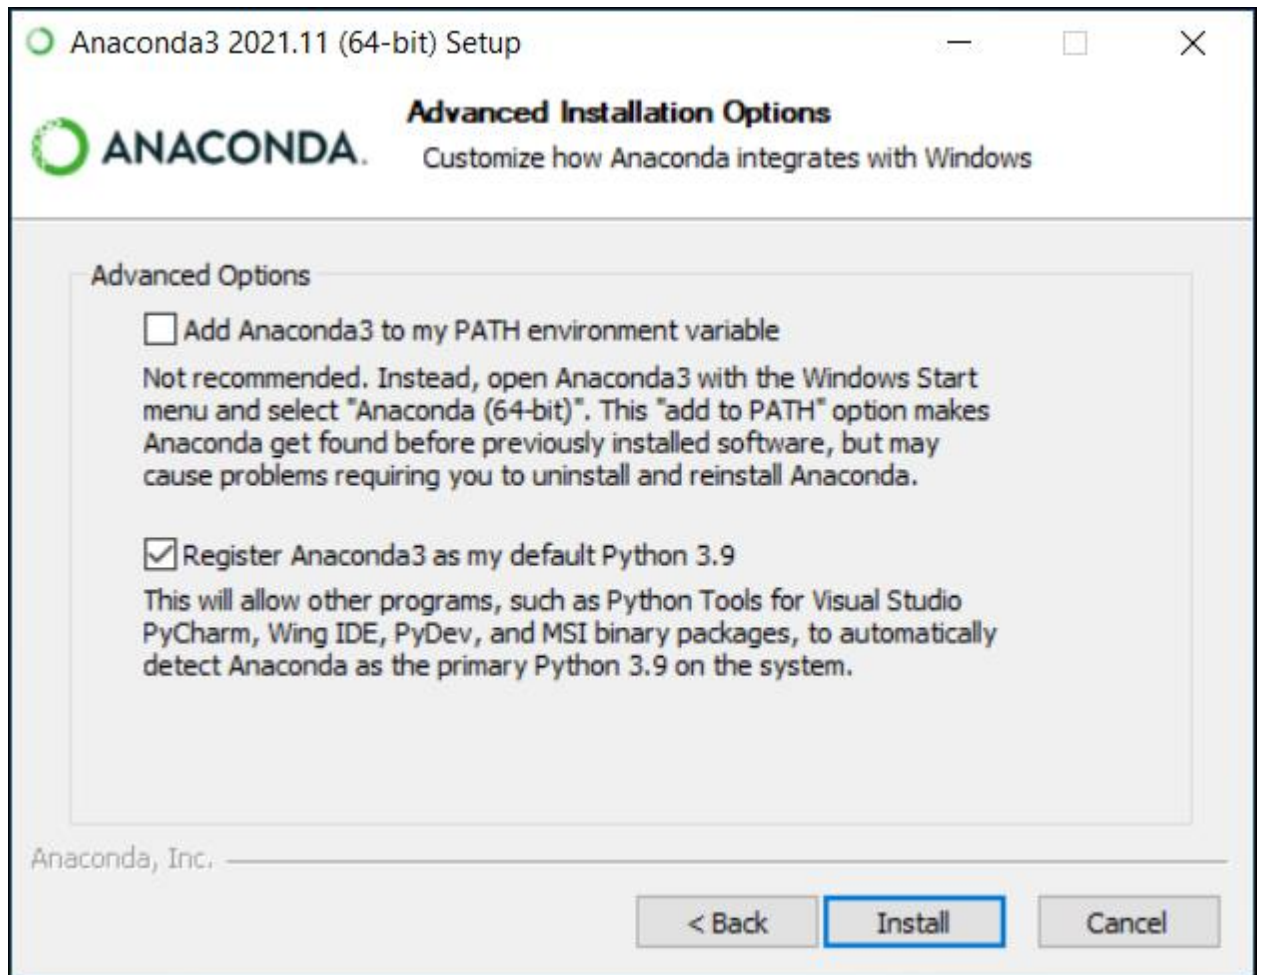 Anaconda3 2021.11 (64-bit) Setup
ANACONDA.
Advanced Installation Options
Customize how Anaconda integrates with Windows
Advanced Options
Add Anaconda3 to my PATH environment variable
Not recommended. Instead, open Anaconda3 with the Windows Start
menu and select "Anaconda (64-bit)". This "add to PATH" option makes
Anaconda get found before previously installed software, but may
cause problems requiring you to uninstall and reinstall Anaconda.
Register Anaconda3 as my default Python 3.9
This will allow other programs, such as Python Tools for Visual Studio
PyCharm, Wing IDE, PyDev, and MSI binary packages, to automatically
detect Anaconda as the primary Python 3.9 on the system.
Anaconda, Inc.
< Back
Install
Cancel